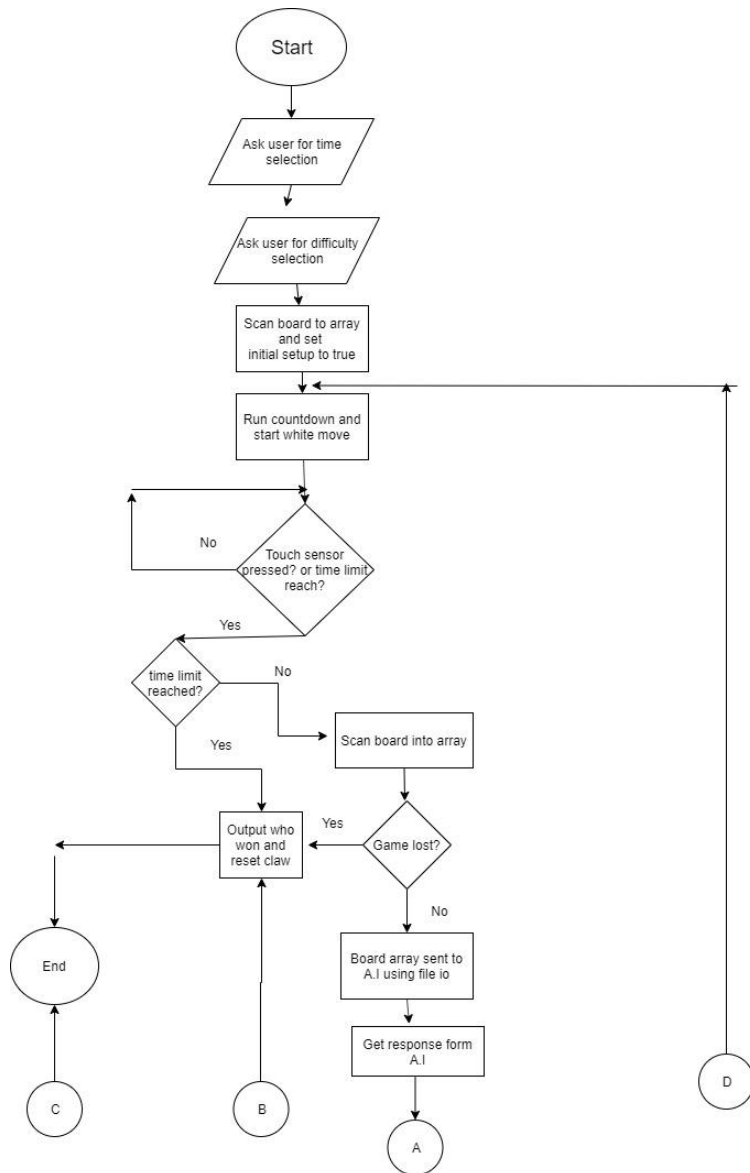 Start
Ask user for time
selection
Ask user for difficulty
selection
Scan board to array
and set
initial setup to true
Run countdown and
start white move
No
Touch sensor
pressed? or time limit
reach?
Yes
time limit
reached?
No
Scan board into array
Yes
Output who
won and
reset claw
Yes
Game lost?
No
Board array sent to
A.I using file io
End
Get response form
A.I
C
B
D
A